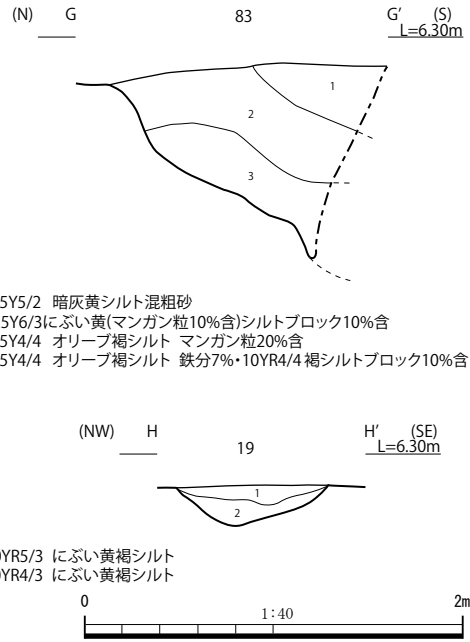 (N) G 83 G′ (S)
L=6.30m
1
2
3
5Y5/2 暗灰黄シルト混粗砂
5Y6/3にぶい黄(マンガン粒10%含)シルトブロック10%含
5Y4/4 オリーブ褐シルト マンガン粒20%含
5Y4/4 オリーブ褐シルト 鉄分7%・10YR4/4褐シルトブロック10%含
(NW) H 19 H′ (SE)
L=6.30m
1
2
YR5/3 にぶい黄褐シルト
YR4/3 にぶい黄褐シルト
0 1:40 2m